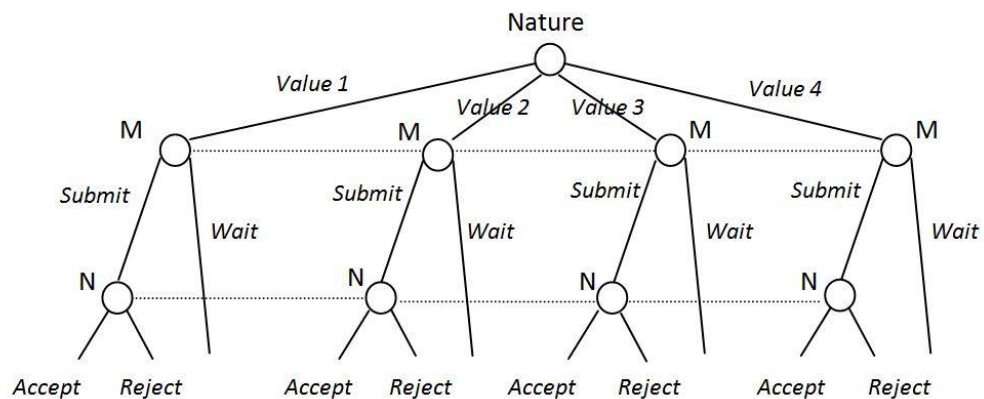 Nature
Value 1 Value 2 Value 3 Value 4
M M M M
Submit Wait Submit Wait Submit Wait Submit Wait
N N N N
Accept Reject Accept Reject Accept Reject Accept Reject